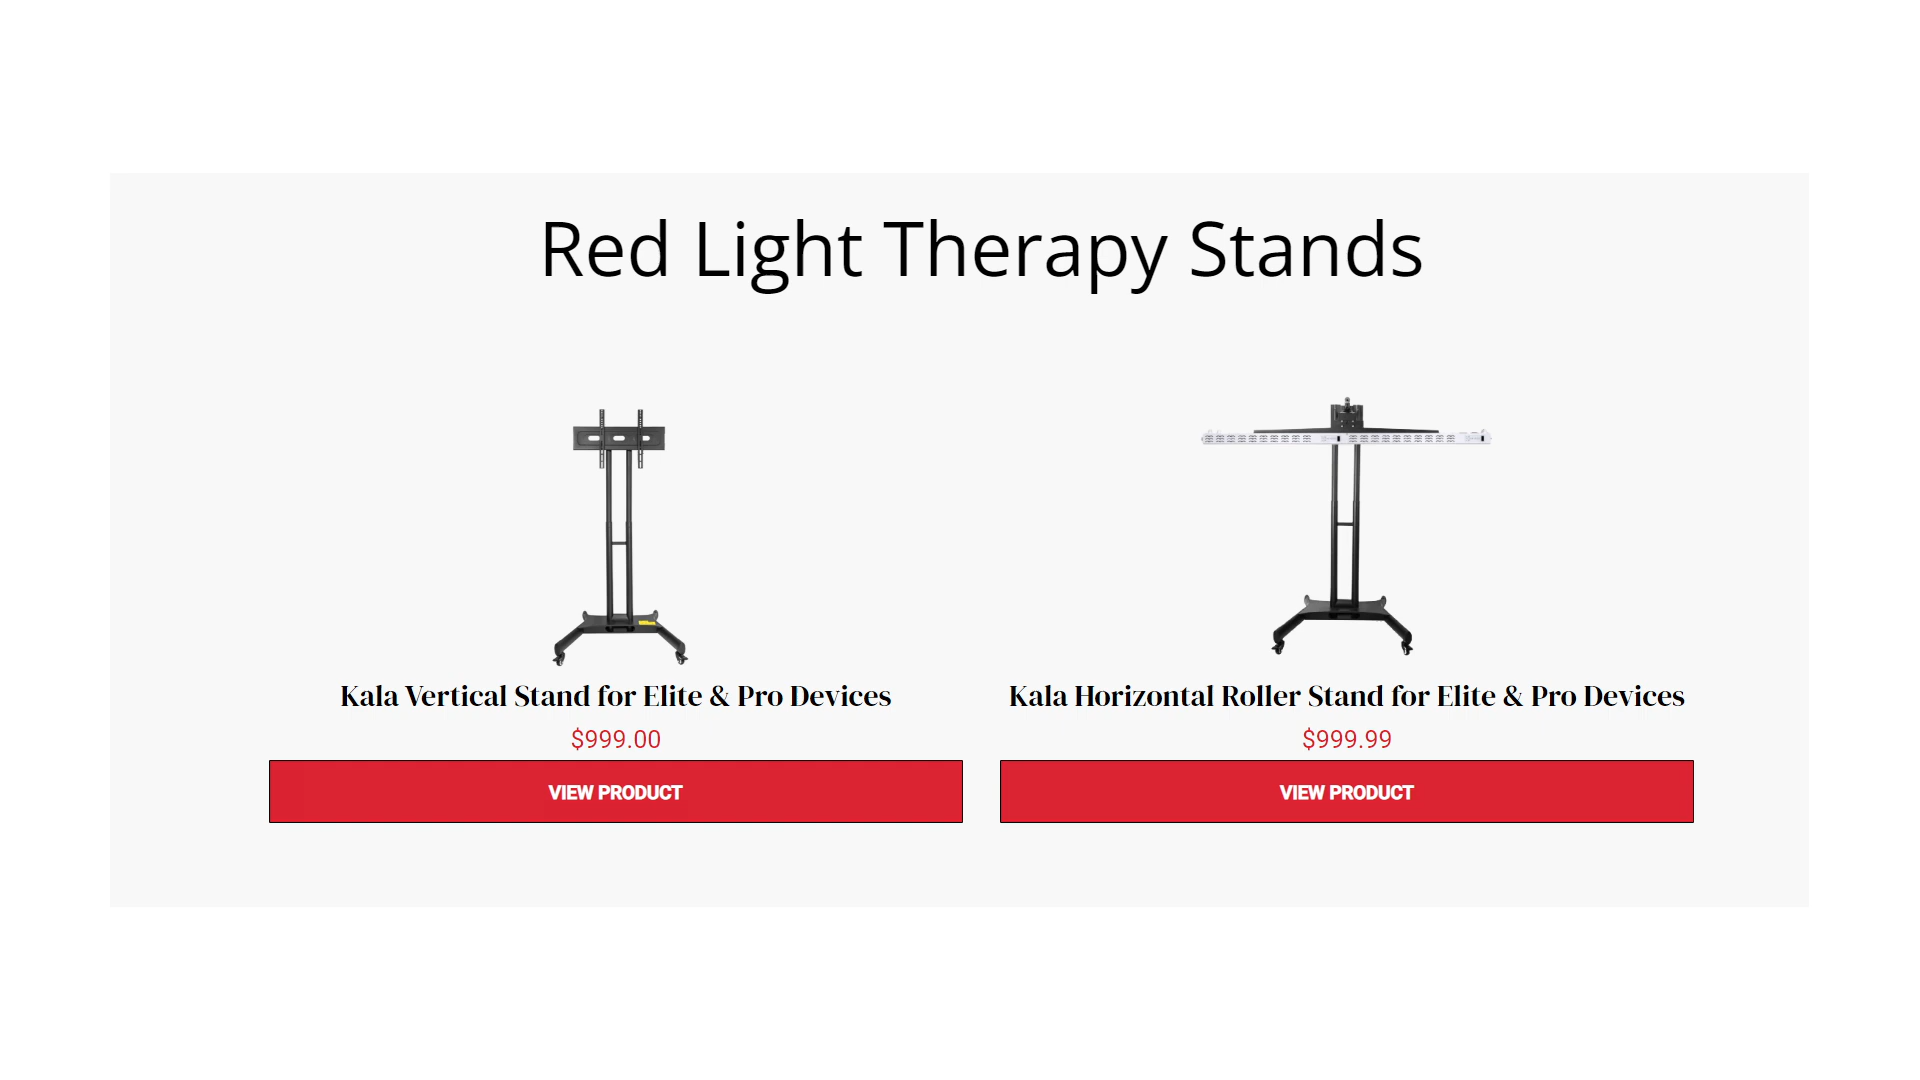 Red Light Therapy Stands
Kala Vertical Stand for Elite & Pro Devices
$999.00
VIEW PRODUCT
Kala Horizontal Roller Stand for Elite & Pro Devices
$999.99
VIEW PRODUCT